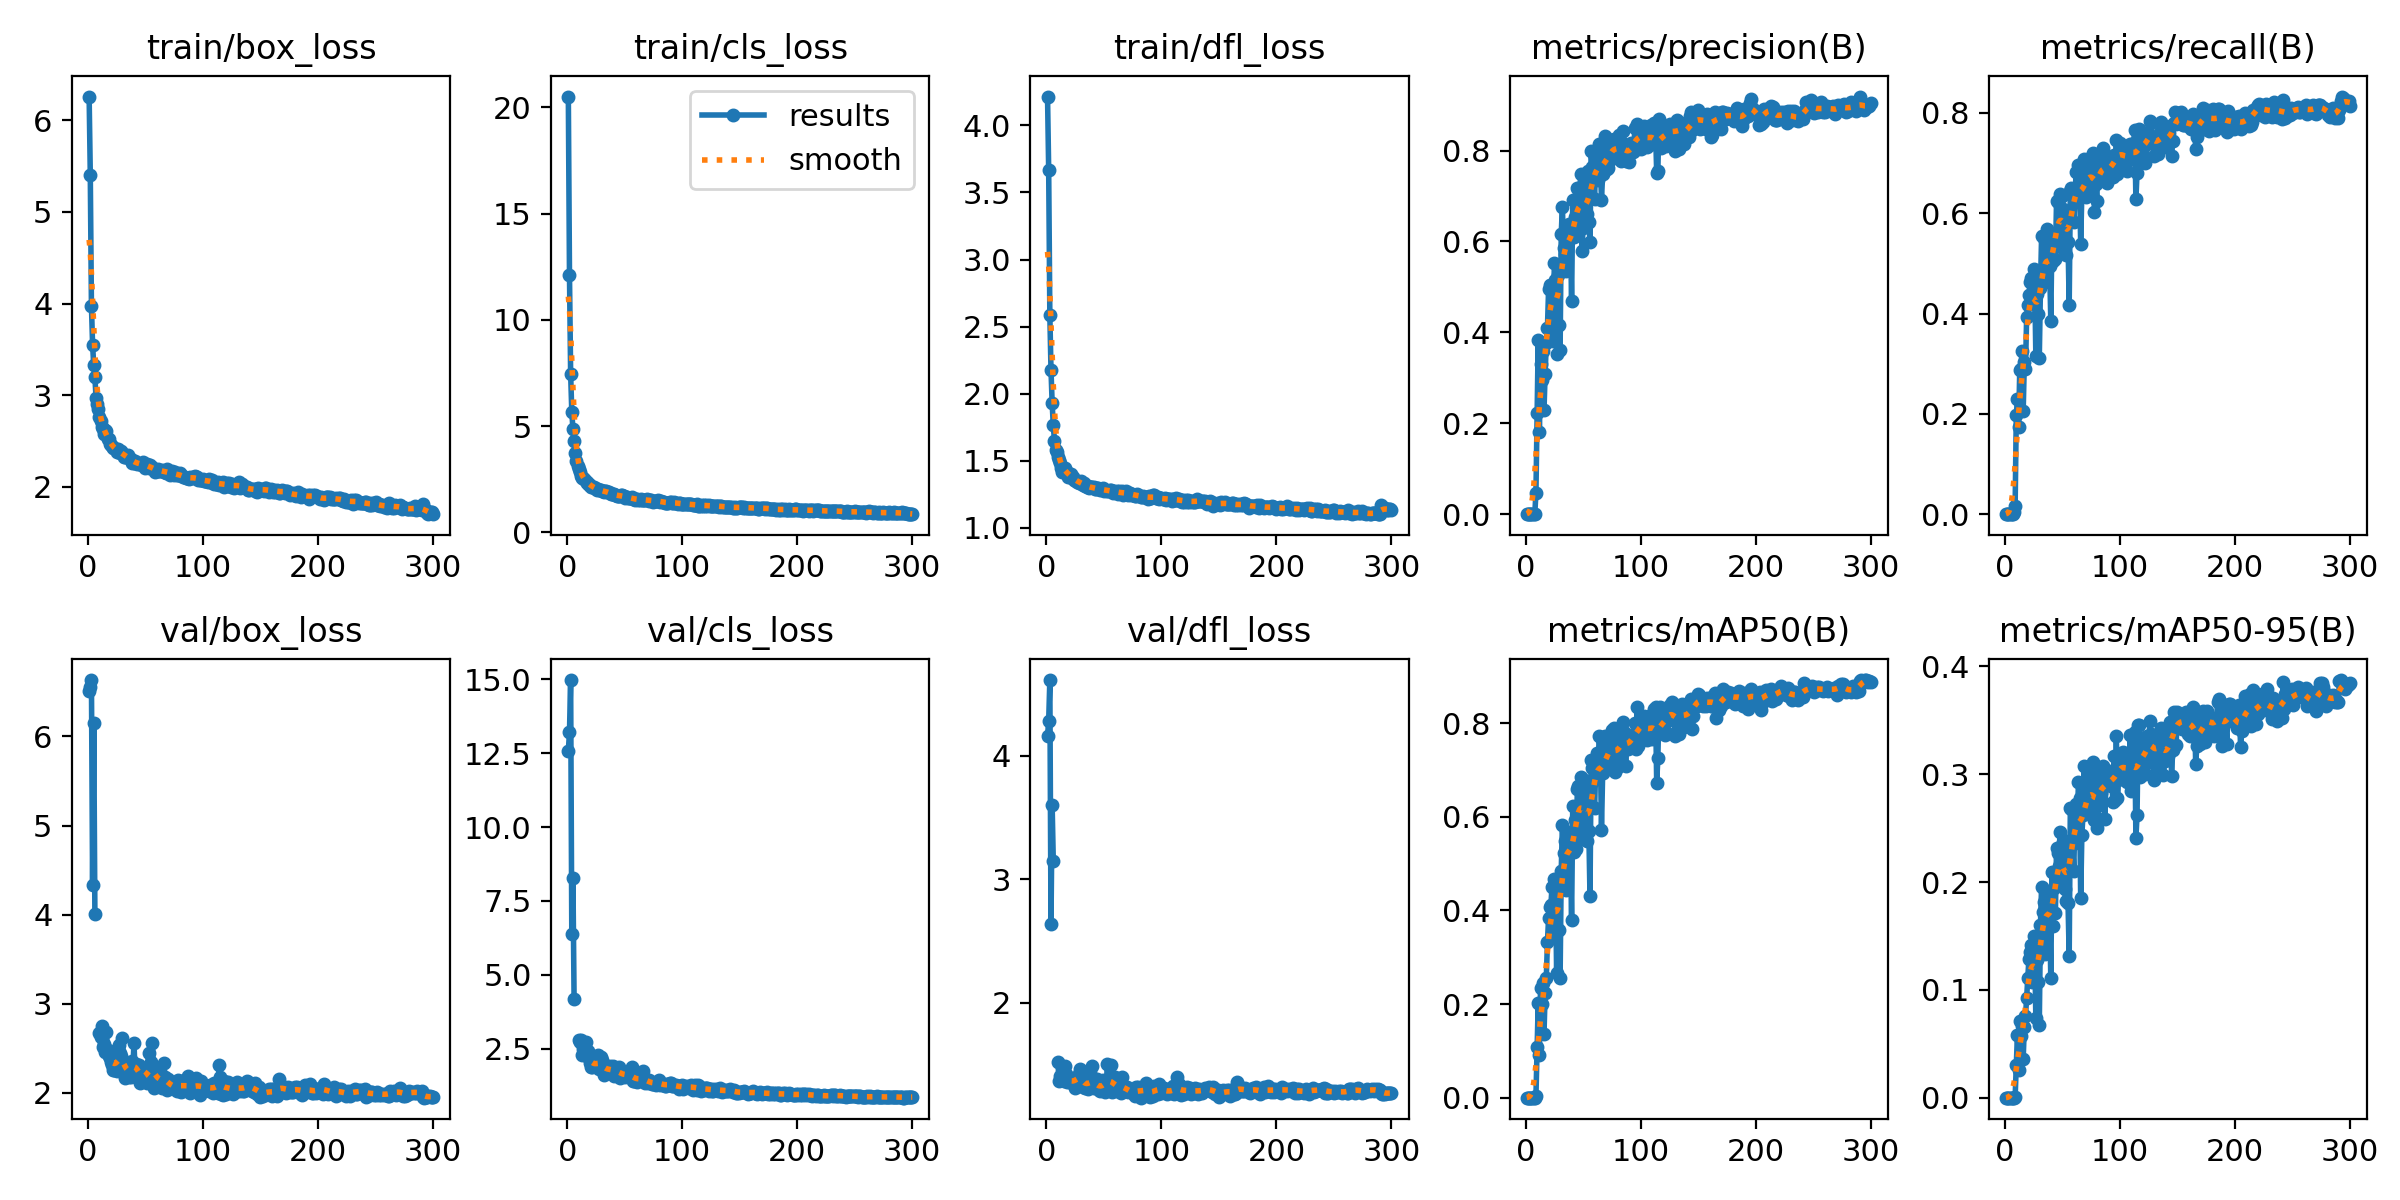 train/box_loss
6
5
4
3
2
0 100 200 300
train/cls_loss
results
smooth
20
15
10
5
0
0 100 200 300
train/dfl_loss
4.0
3.5
3.0
2.5
2.0
1.5
1.0
0 100 200 300
metrics/precision(B)
0.8
0.6
0.4
0.2
0.0
0 100 200 300
metrics/recall(B)
0.8
0.6
0.4
0.2
0.0
0 100 200 300
val/box_loss
6
5
4
3
2
0 100 200 300
val/cls_loss
15.0
12.5
10.0
7.5
5.0
2.5
0 100 200 300
val/dfl_loss
4
3
2
0 100 200 300
metrics/mAP50(B)
0.8
0.6
0.4
0.2
0.0
0 100 200 300
metrics/mAP50-95(B)
0.4
0.3
0.2
0.1
0.0
0 100 200 300